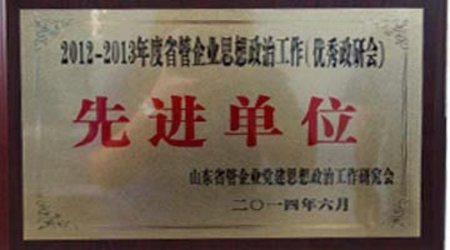 2012-2013年度省管企业思想政治工作(优秀政研会)
先进单位
山东省管企业党建思想政治工作研究会
二〇一四年六月